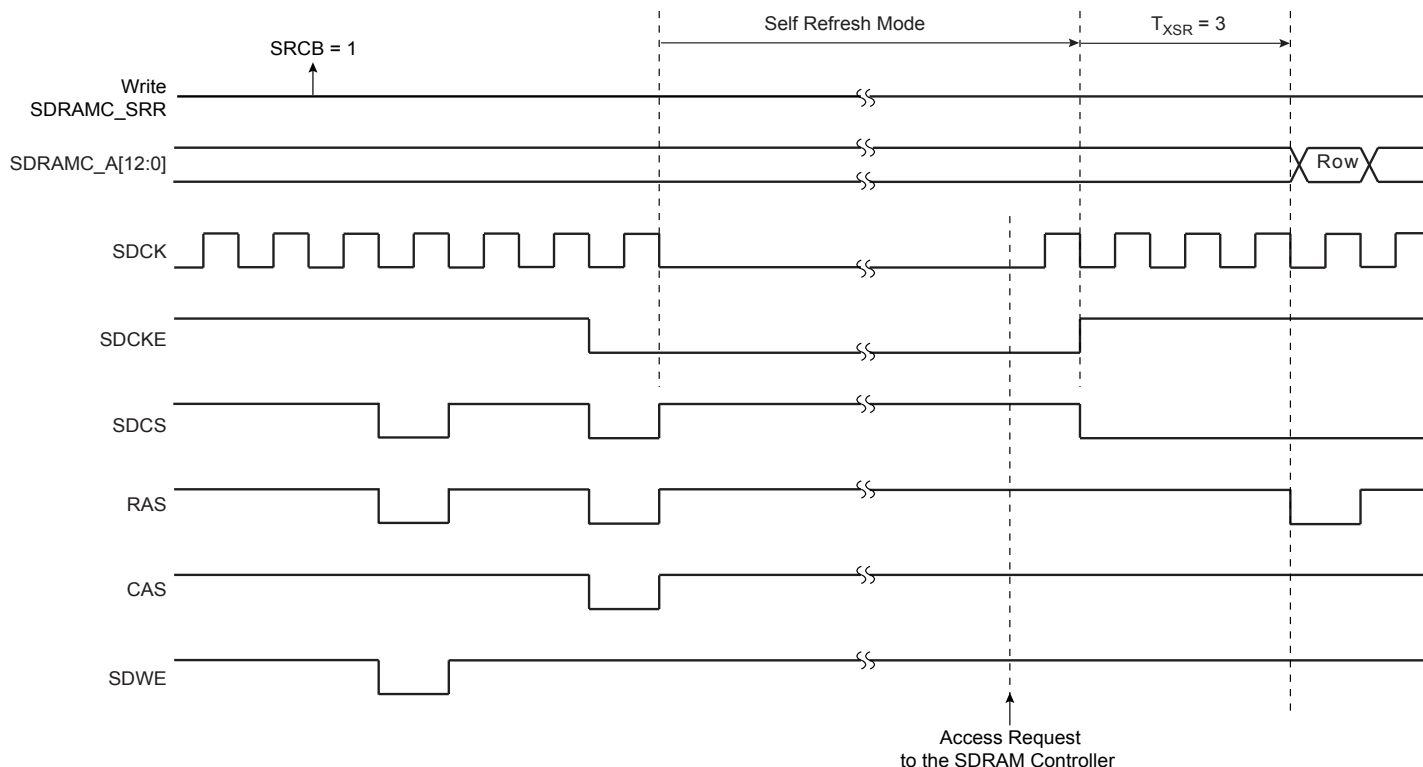 Self Refresh Mode
TXSR = 3
SRCB = 1
Write
SDRAMC_SRR
SDRAMC_A[12:0]
Row
SDCK
SDCKE
SDCS
RAS
CAS
SDWE
Access Request
to the SDRAM Controller